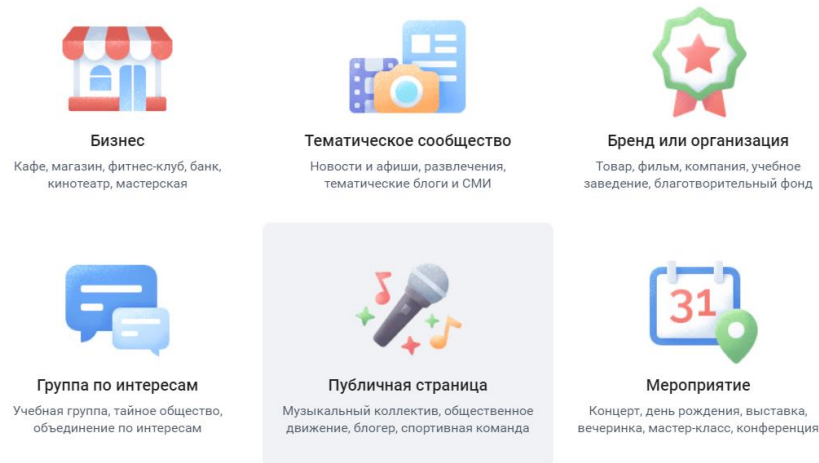 Бизнес
Кафе, магазин, фитнес-клуб, банк,
кинотеатр, мастерская
Тематическое сообщество
Новости и афиши, развлечения,
тематические блоги и СМИ
Бренд или организация
Товар, фильм, компания, учебное
заведение, благотворительный фонд
Группа по интересам
Учебная группа, тайное общество,
объединение по интересам
Публичная страница
Музыкальный коллектив, общественное
движение, блогер, спортивная команда
31
Мероприятие
Концерт, день рождения, выставка,
вечеринка, мастер-класс, конференция